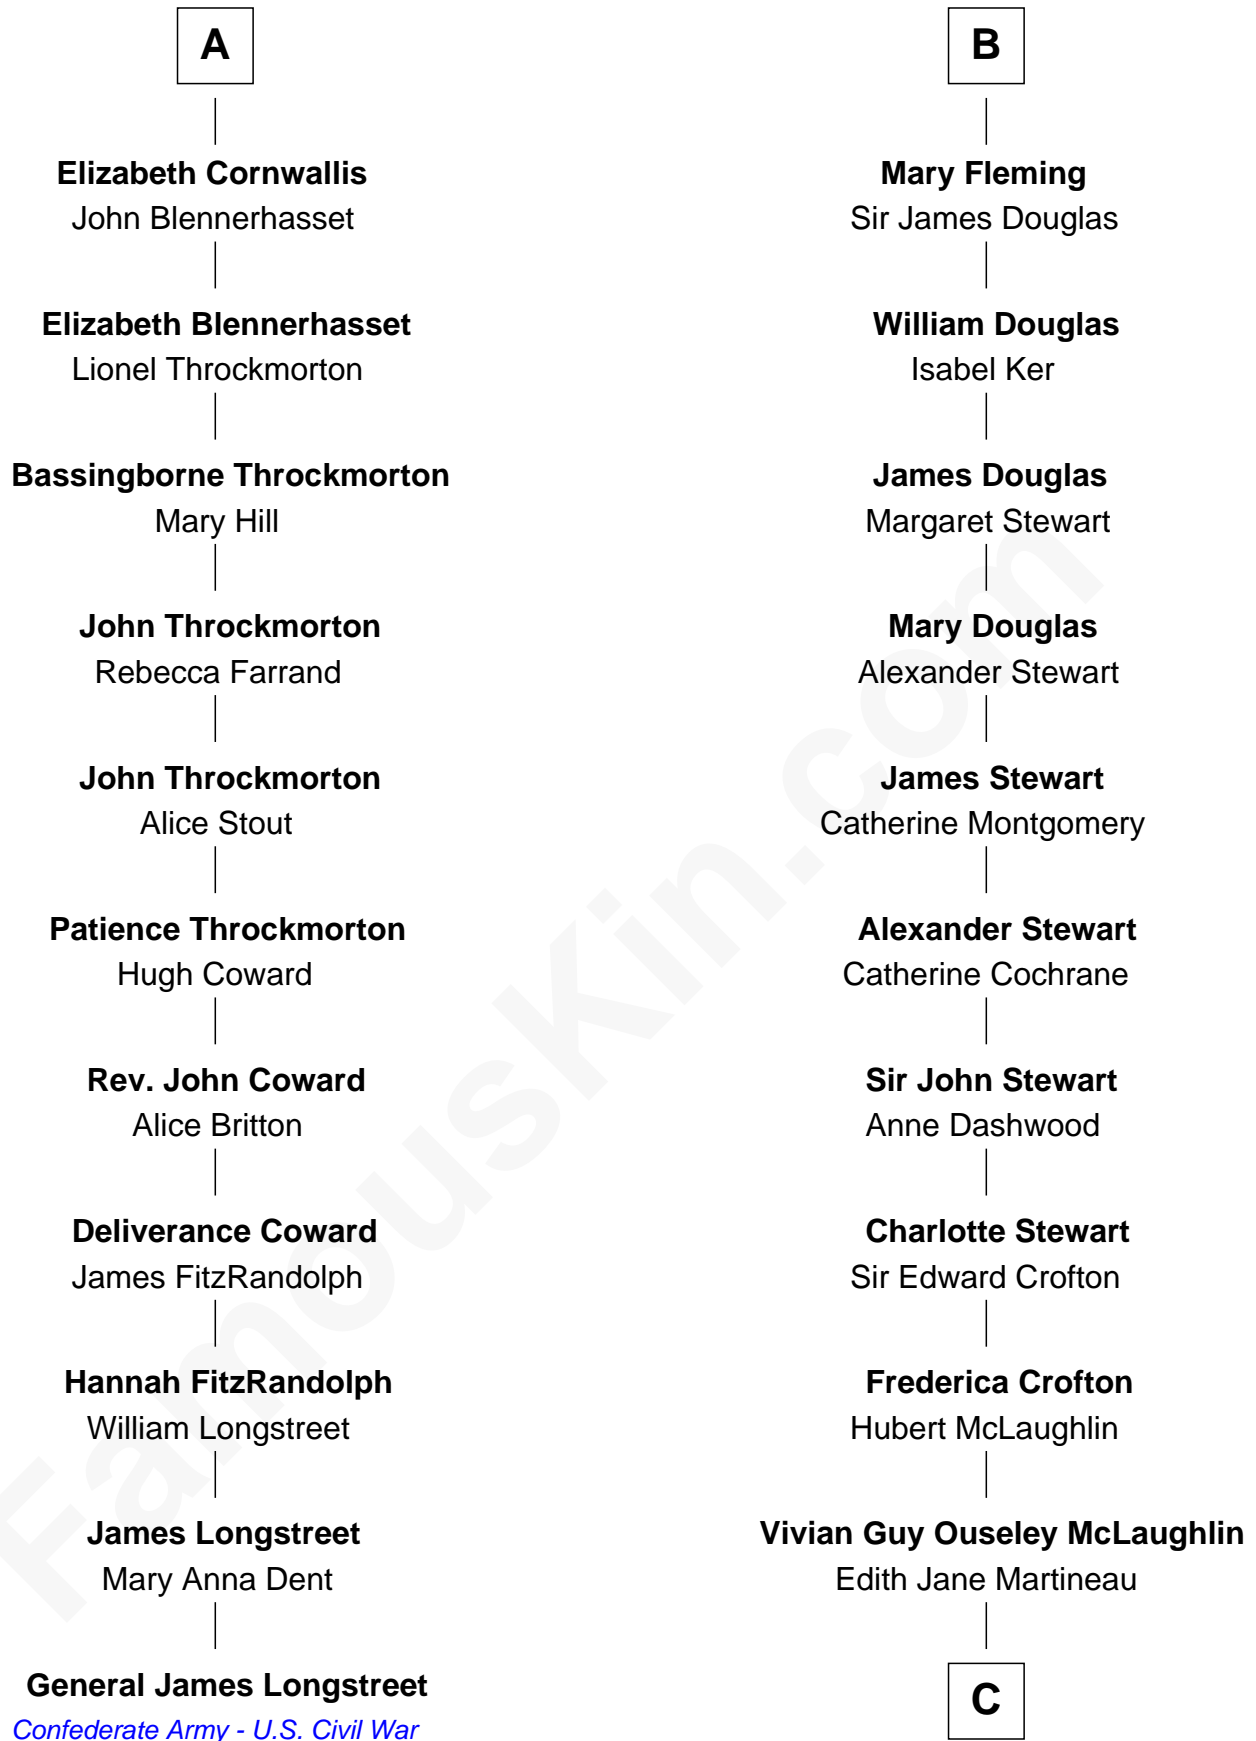 A
Elizabeth Cornwallis
John Blennerhasset
Elizabeth Blennerhasset
Lionel Throckmorton
Bassingborne Throckmorton
Mary Hill
John Throckmorton
Rebecca Farrand
John Throckmorton
Alice Stout
Patience Throckmorton
Hugh Coward
Rev. John Coward
Alice Britton
Deliverance Coward
James FitzRandolph
Hannah FitzRandolph
William Longstreet
James Longstreet
Mary Anna Dent
General James Longstreet
Confederate Army - U.S. Civil War
B
Mary Fleming
Sir James Douglas
William Douglas
Isabel Ker
James Douglas
Margaret Stewart
Mary Douglas
Alexander Stewart
James Stewart
Catherine Montgomery
Alexander Stewart
Catherine Cochrane
Sir John Stewart
Anne Dashwood
Charlotte Stewart
Sir Edward Crofton
Frederica Crofton
Hubert McLaughlin
Vivian Guy Ouseley McLaughlin
Edith Jane Martineau
C
FamousKin.com